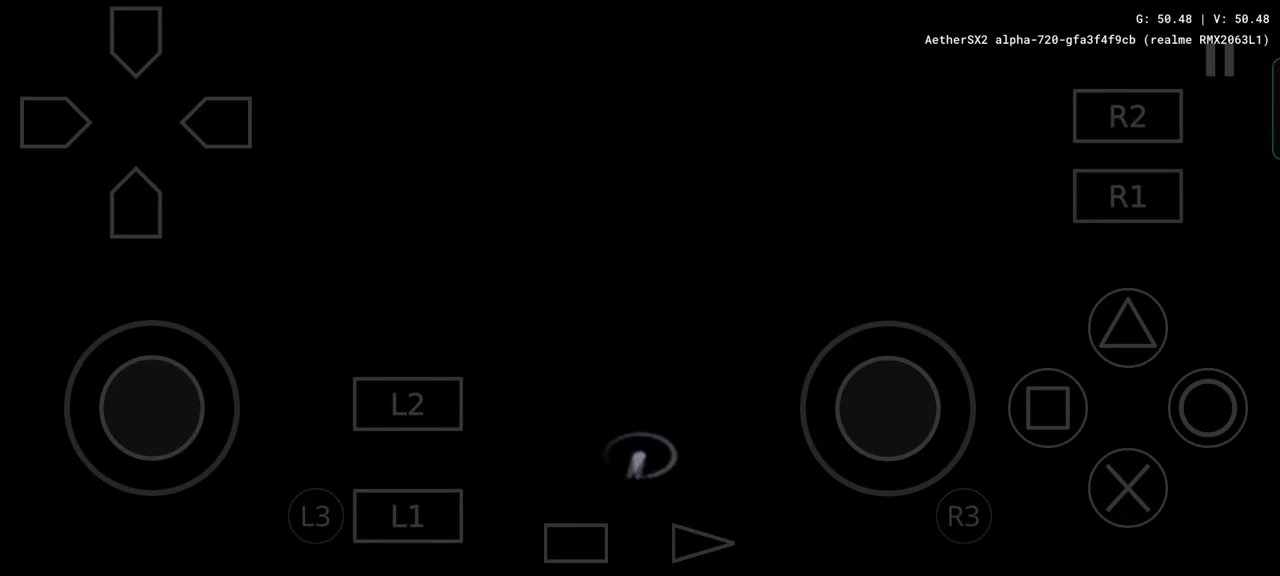 G: 50.48 | V: 50.48
AetherSX2 alpha-720-gfa3f4f9cb (realme RMX2063L1)
R2
R1
L2
L3
L1
R3